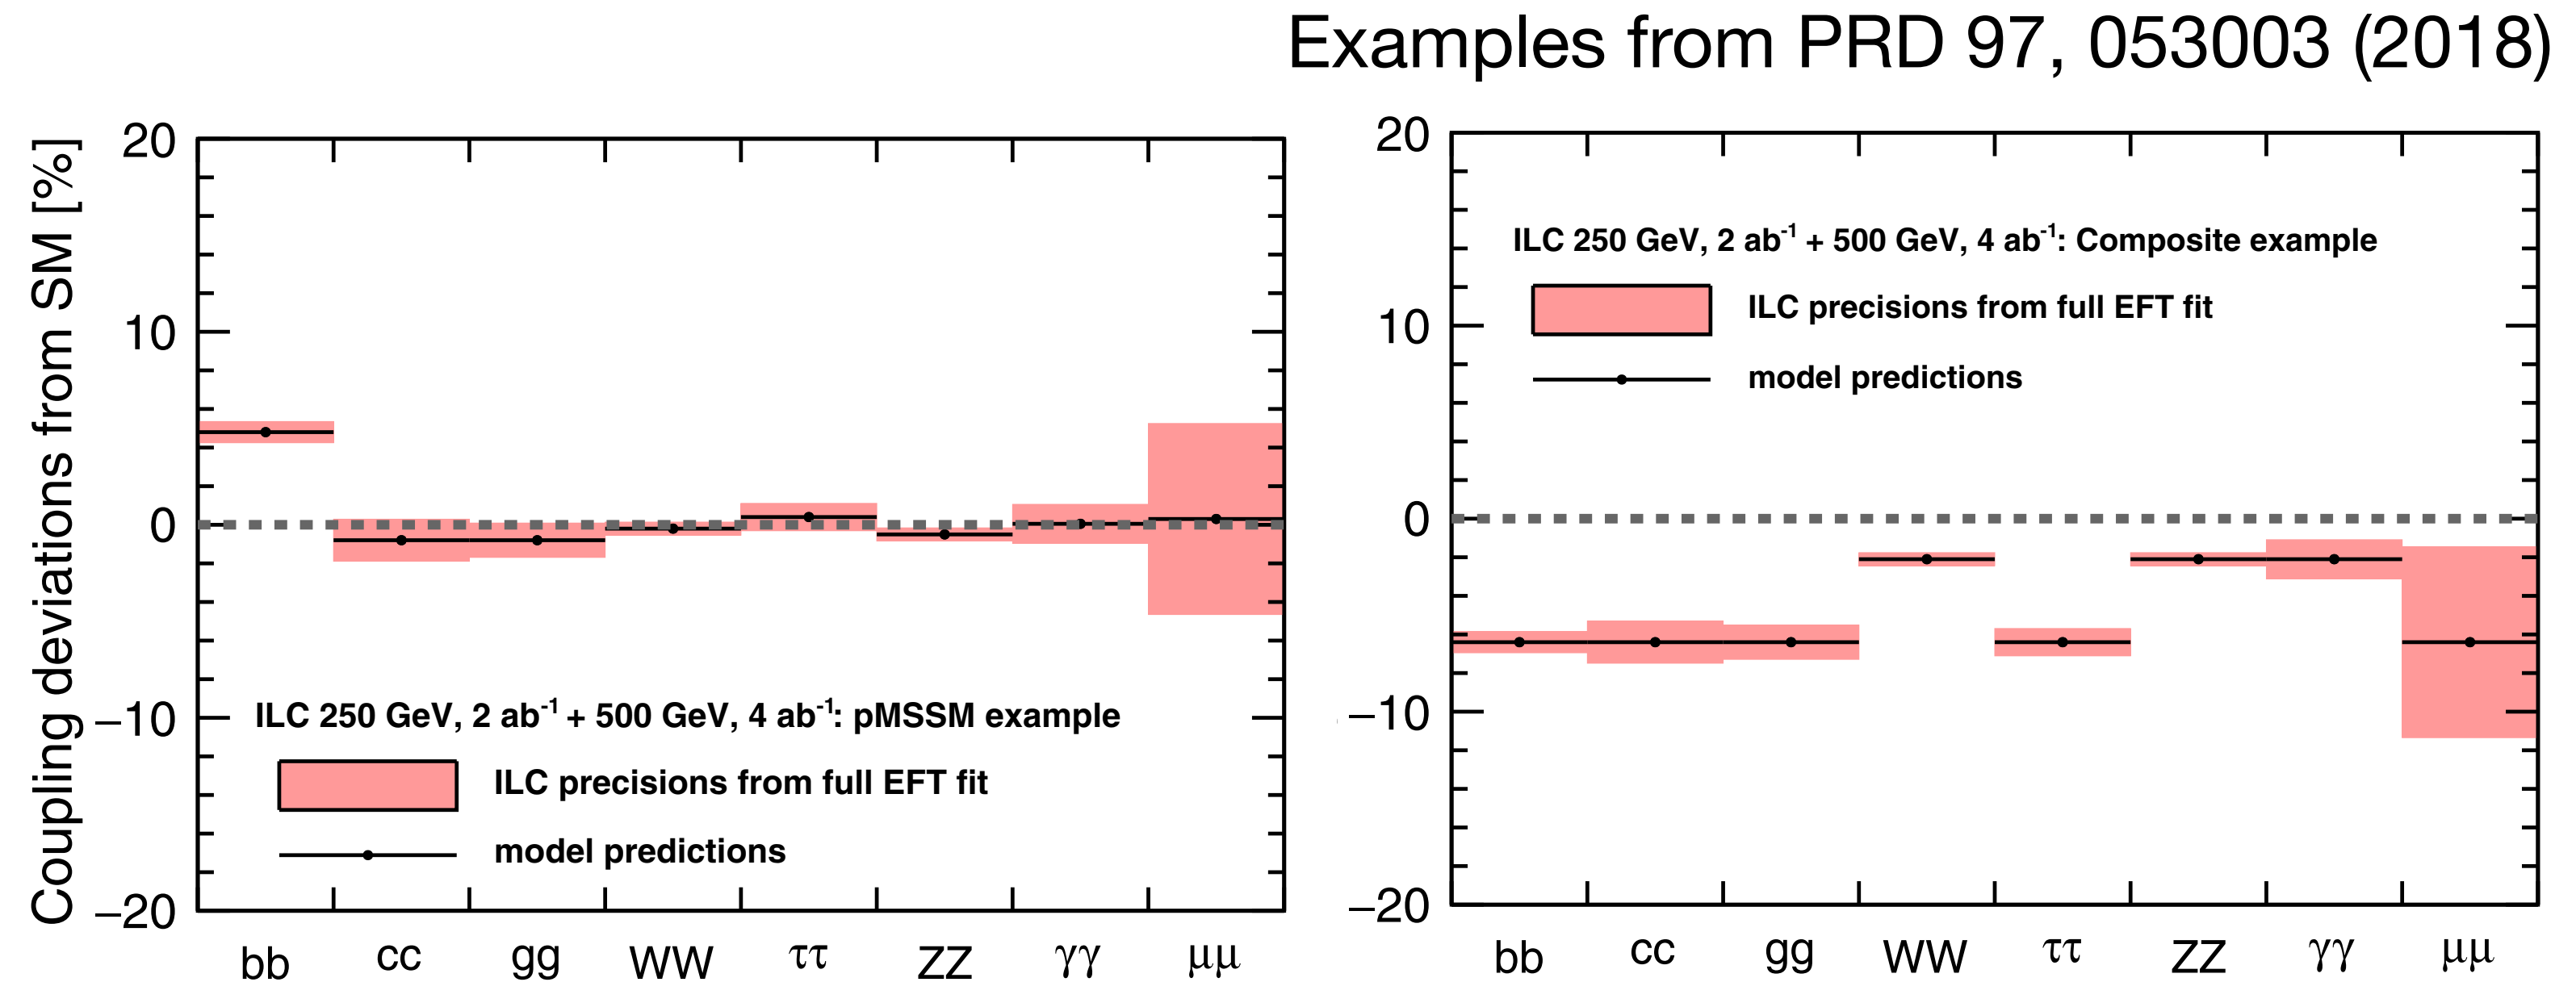 Examples from PRD 97, 053003 (2018)
Coupling deviations from SM [%]
20
10
0
−10
−20
ILC 250 GeV, 2 ab⁻¹ + 500 GeV, 4 ab⁻¹: pMSSM example
ILC precisions from full EFT fit
model predictions
bb cc gg WW ττ ZZ γγ μμ
20
10
0
−10
−20
ILC 250 GeV, 2 ab⁻¹ + 500 GeV, 4 ab⁻¹: Composite example
ILC precisions from full EFT fit
model predictions
bb cc gg WW ττ ZZ γγ μμ